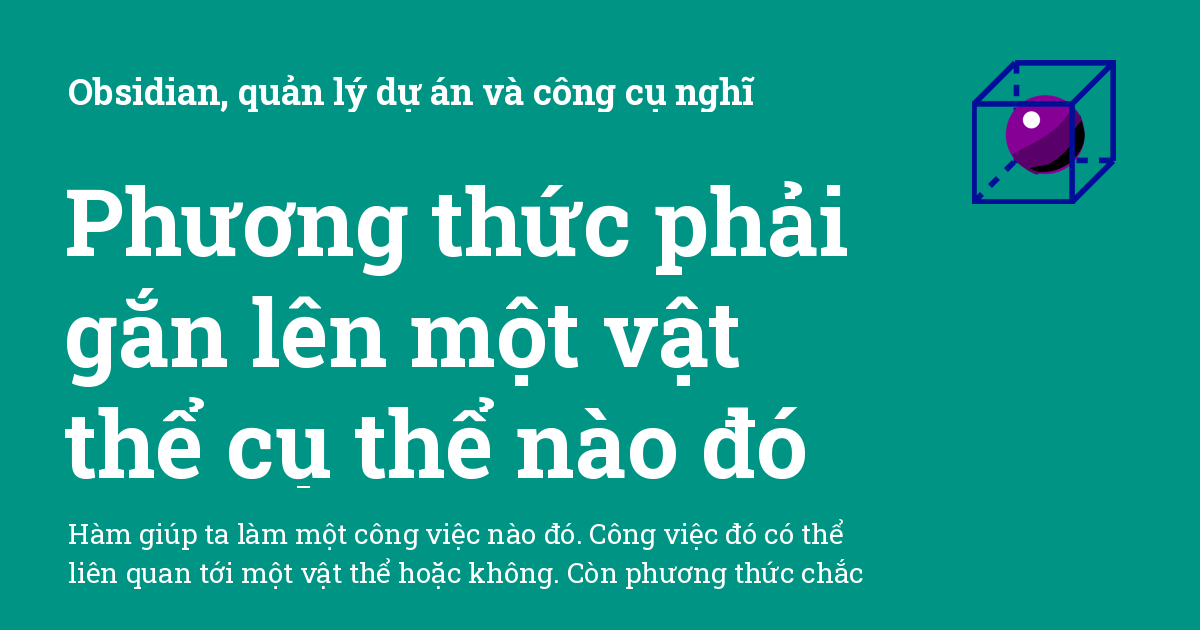 Obsidian, quản lý dự án và công cụ nghĩ
Phương thức phải
gắn lên một vật
thể cụ thể nào đó
Hàm giúp ta làm một công việc nào đó. Công việc đó có thể
liên quan tới một vật thể hoặc không. Còn phương thức chắc